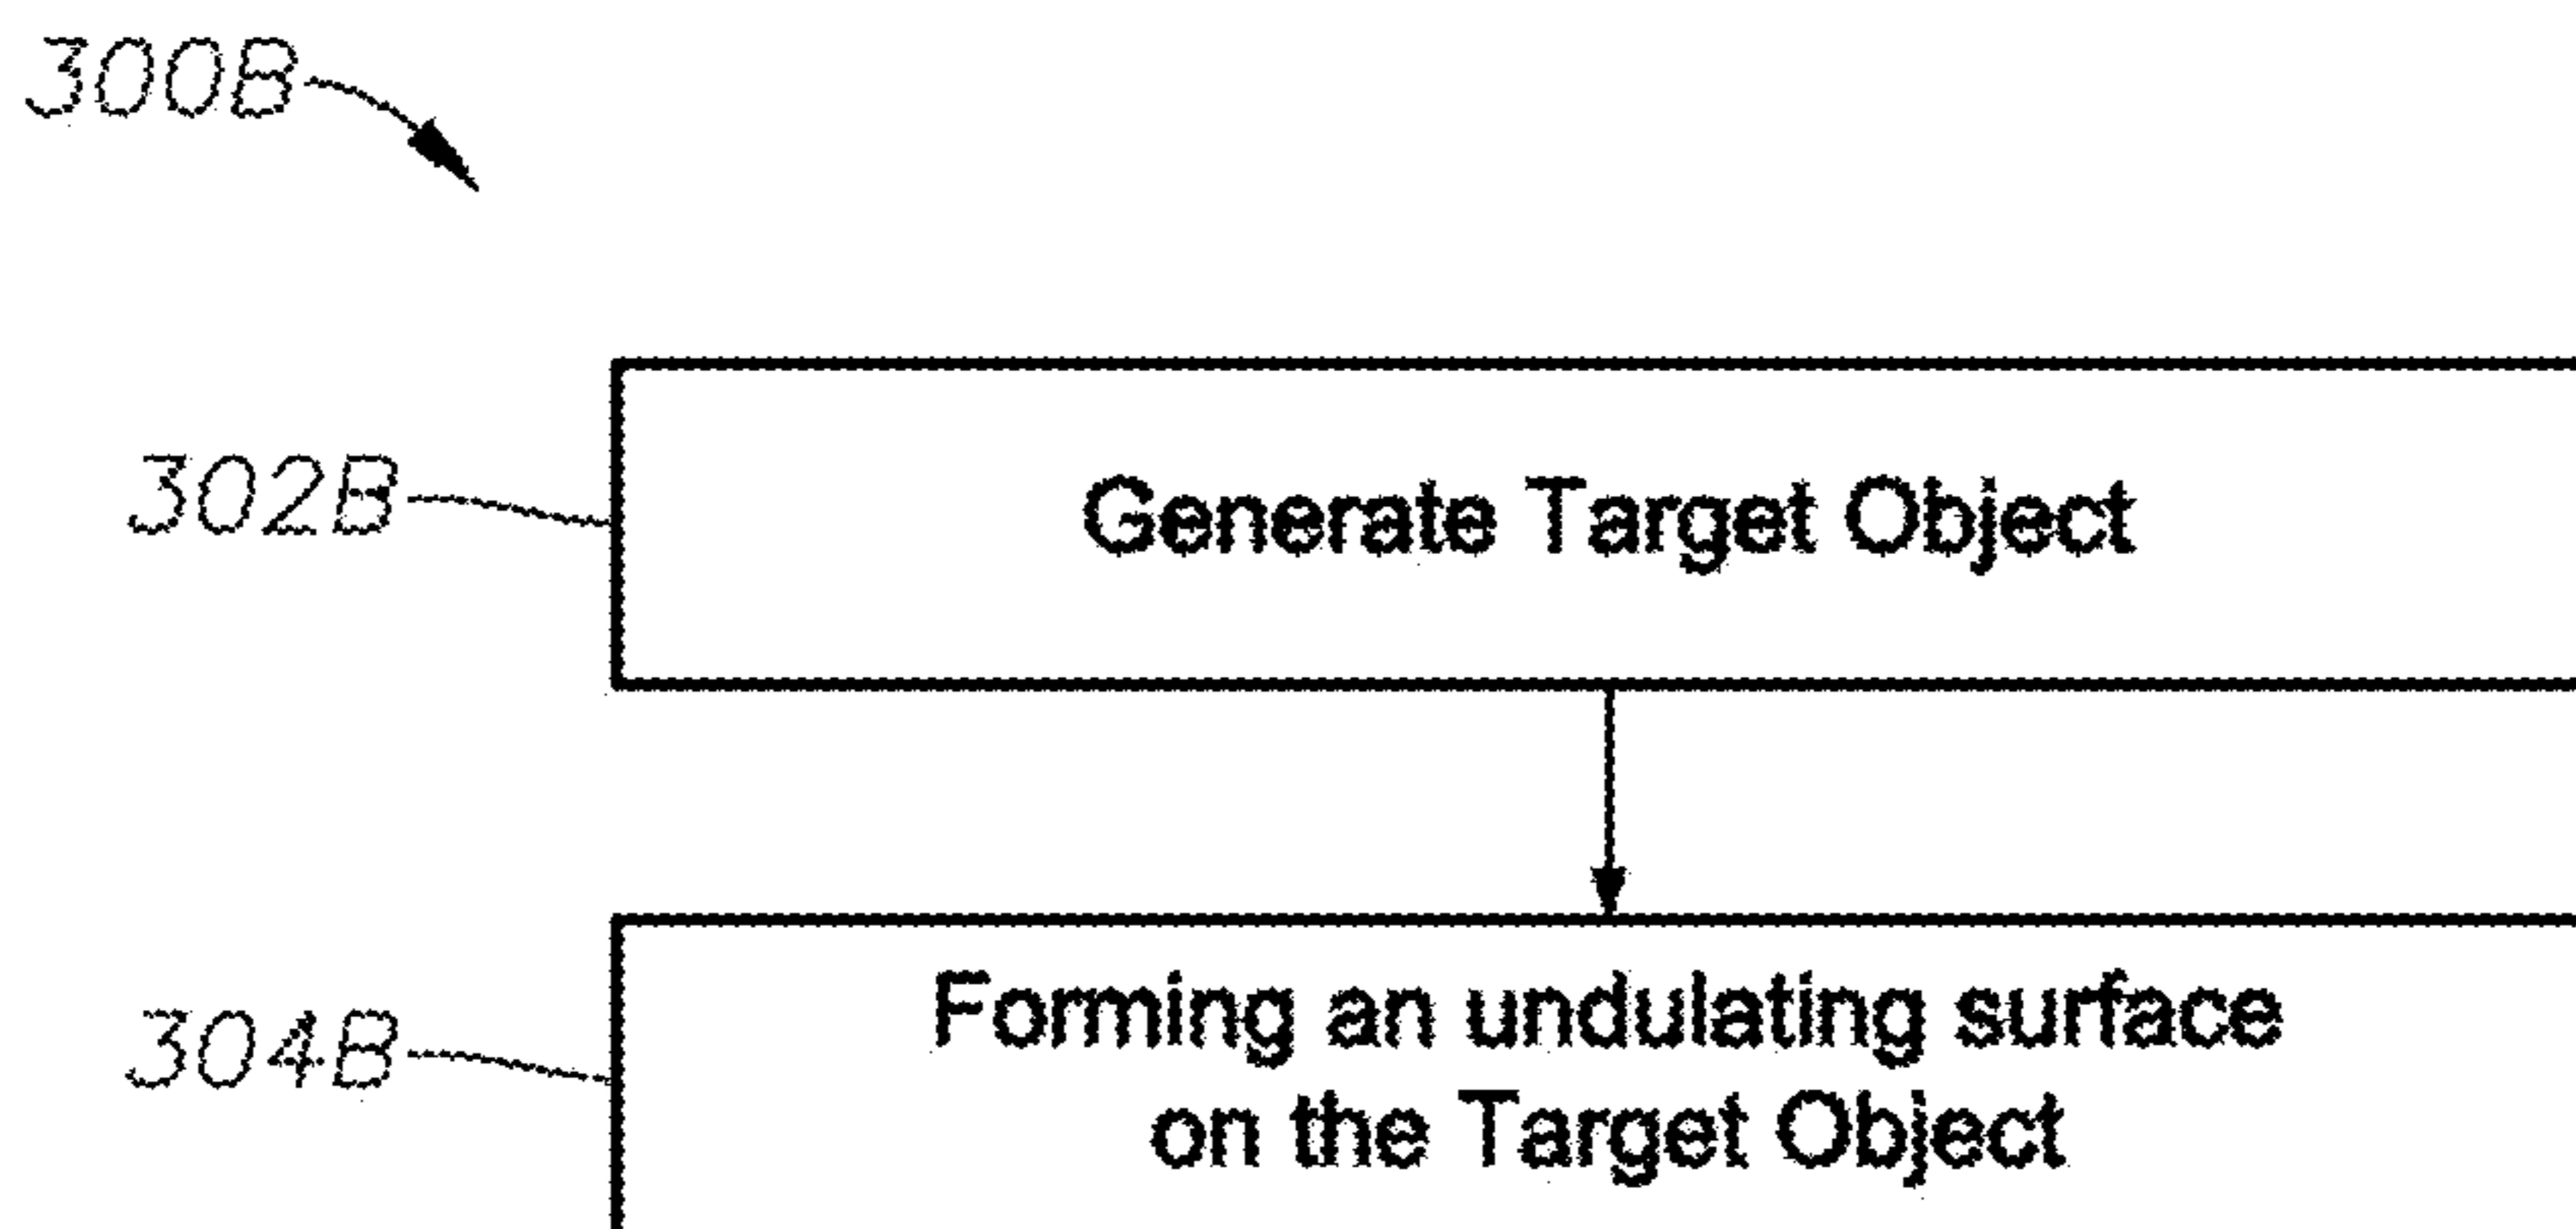 300B
302B
Generate Target Object
304B
Forming an undulating surface
on the Target Object